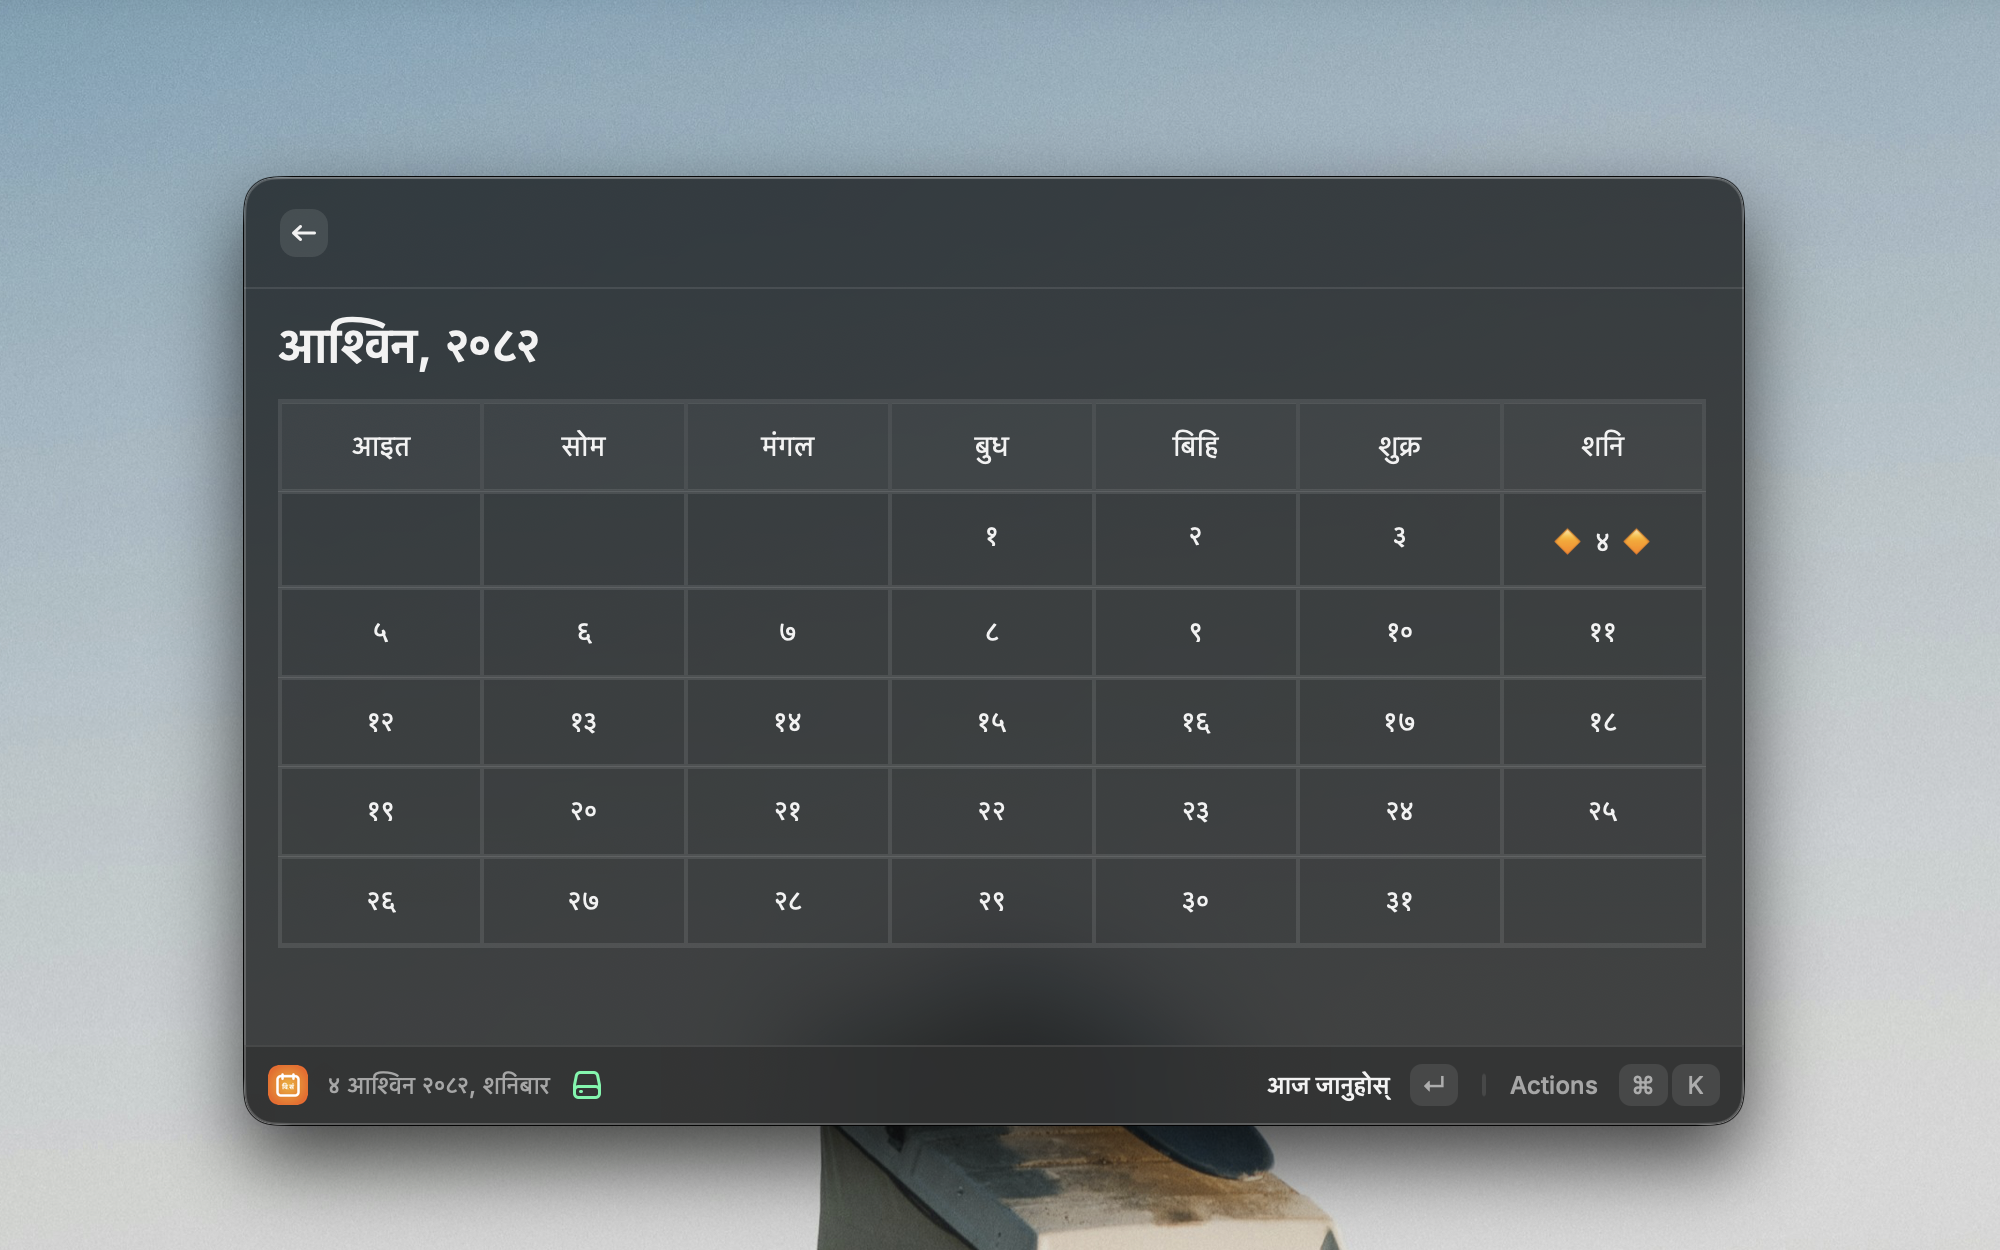 आश्विन, २०८२
आइत सोम मंगल बुध बिहि शुक्र शनि
१ २ ३ 🔸 ४ 🔸
५ ६ ७ ८ ९ १० ११
१२ १३ १४ १५ १६ १७ १८
१९ २० २१ २२ २३ २४ २५
२६ २७ २८ २९ ३० ३१
४ आश्विन २०८२, शनिबार
आज जानुहोस् Actions ⌘ K